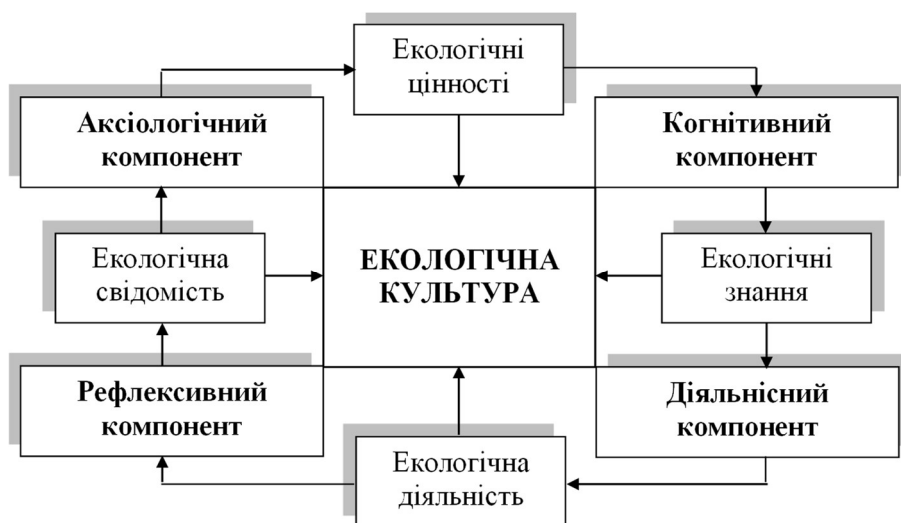 Екологічні
цінності
Аксіологічний
компонент
Когнітивний
компонент
Екологічна
свідомість
ЕКОЛОГІЧНА
КУЛЬТУРА
Екологічні
знання
Рефлексивний
компонент
Діяльнісний
компонент
Екологічна
діяльність